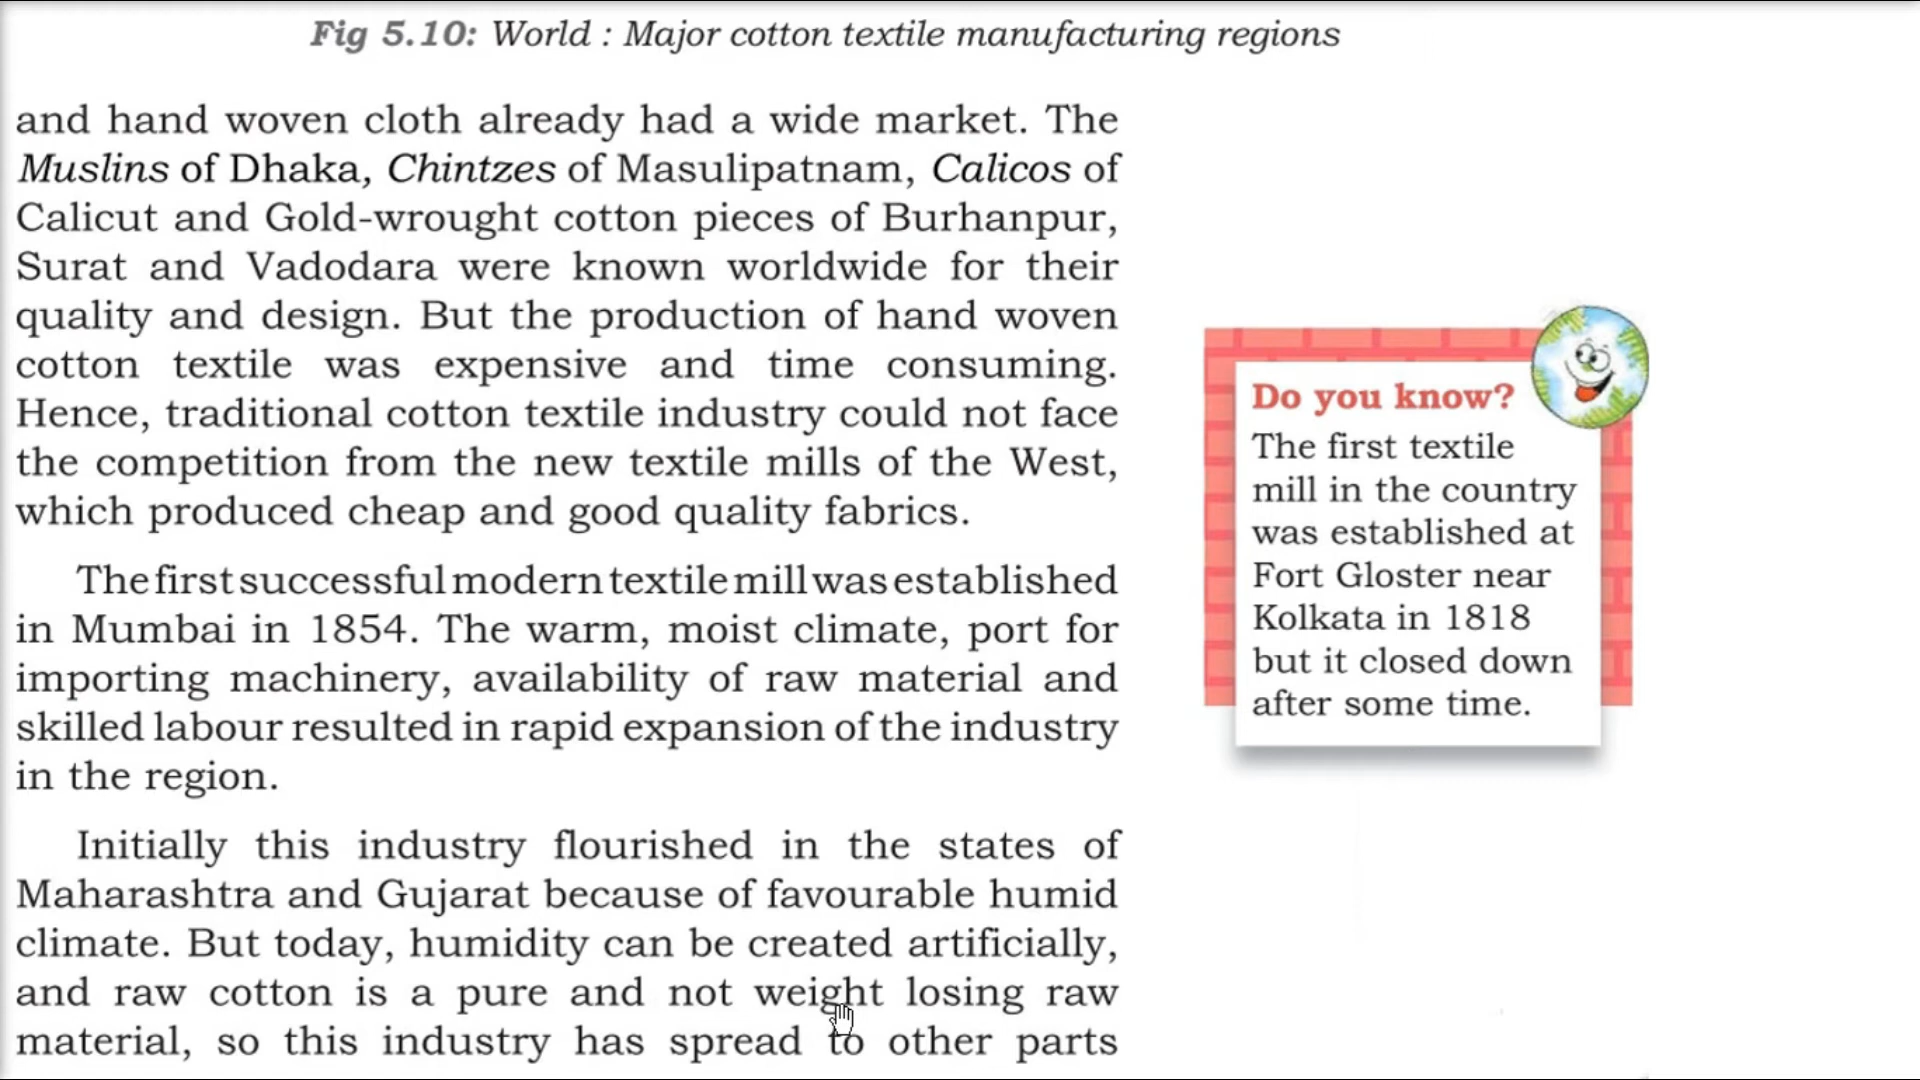 Fig 5.10: World : Major cotton textile manufacturing regions
and hand woven cloth already had a wide market. The
Muslins of Dhaka, Chintzes of Masulipatnam, Calicos of
Calicut and Gold-wrought cotton pieces of Burhanpur,
Surat and Vadodara were known worldwide for their
quality and design. But the production of hand woven
cotton textile was expensive and time consuming.
Hence, traditional cotton textile industry could not face
the competition from the new textile mills of the West,
which produced cheap and good quality fabrics.
The first successful modern textile mill was established
in Mumbai in 1854. The warm, moist climate, port for
importing machinery, availability of raw material and
skilled labour resulted in rapid expansion of the industry
in the region.
Initially this industry flourished in the states of
Maharashtra and Gujarat because of favourable humid
climate. But today, humidity can be created artificially,
and raw cotton is a pure and not weight losing raw
material, so this industry has spread to other parts
Do you know?
The first textile
mill in the country
was established at
Fort Gloster near
Kolkata in 1818
but it closed down
after some time.